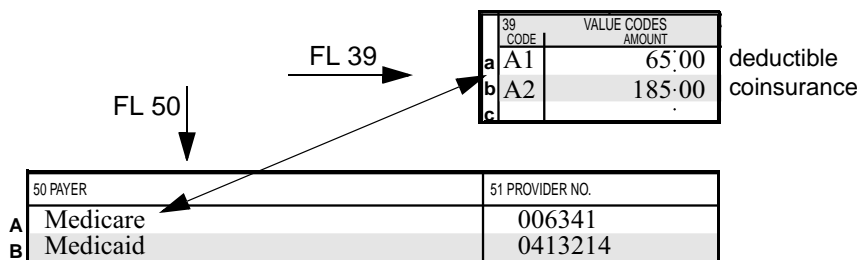 39 VALUE CODES
CODE AMOUNT
FL 39
a A1 65.00 deductible
b A2 185.00 coinsurance
c .
FL 50
50 PAYER 51 PROVIDER NO.
A Medicare 006341
B Medicaid 0413214